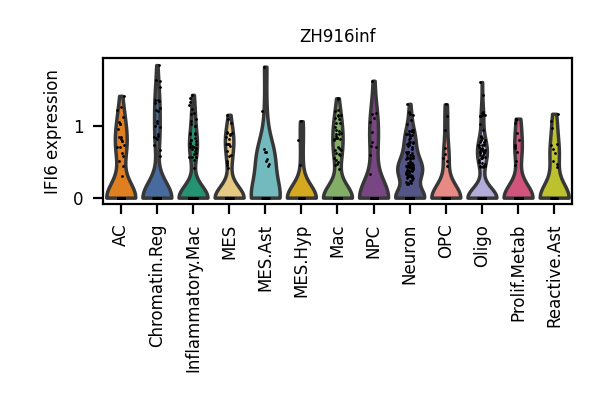 ZH916inf
IFI6 expression
1
0
AC
Chromatin.Reg
Inflammatory.Mac
MES
MES.Ast
MES.Hyp
Mac
NPC
Neuron
OPC
Oligo
Prolif.Metab
Reactive.Ast